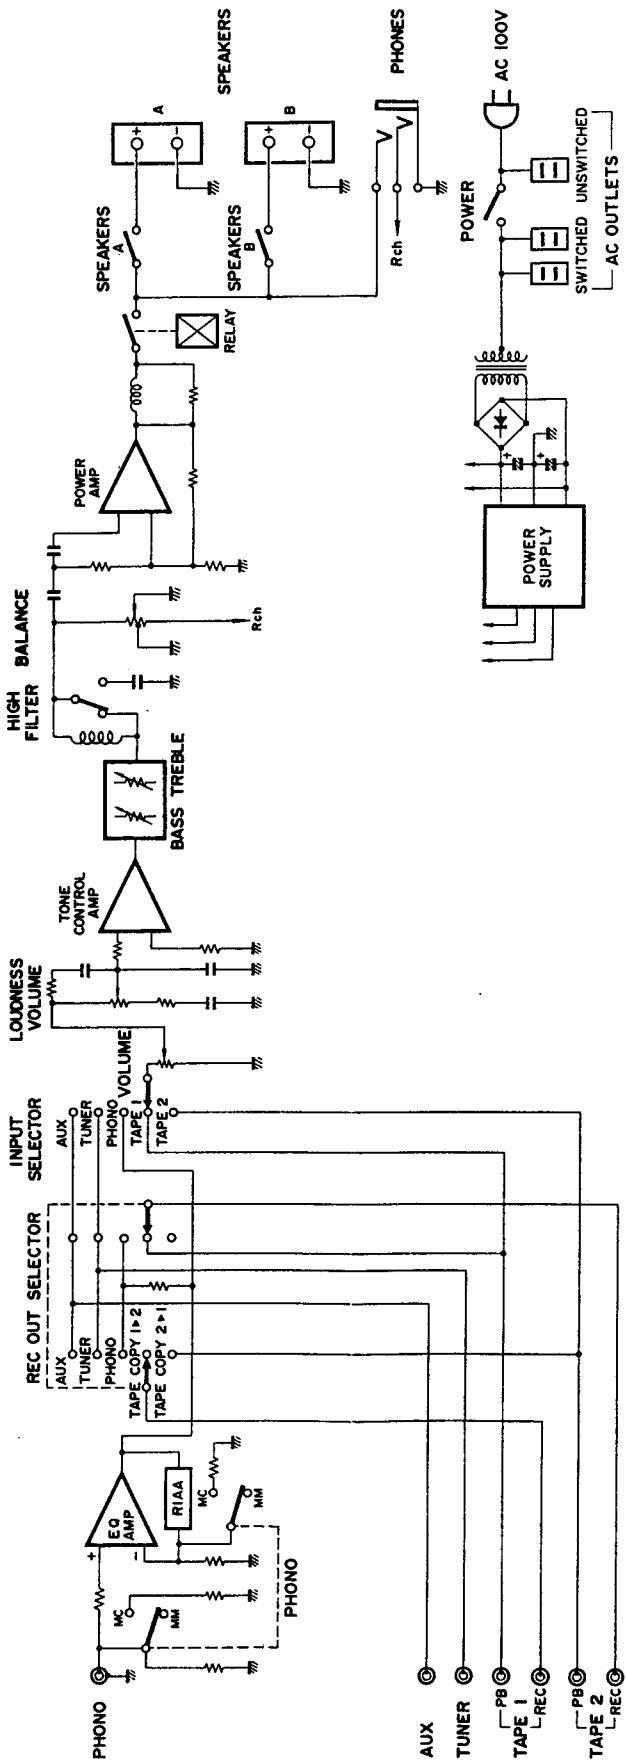 PHONO
MC
MM
+
-
EQ
AMP
RIAA
MC
MM
PHONO
REC OUT SELECTOR
AUX
TUNER
PHONO
TAPE COPY 1▶2
TAPE COPY 2▶1
INPUT
SELECTOR
AUX
TUNER
PHONO
TAPE 1
TAPE 2
VOLUME
LOUDNESS
VOLUME
TONE
CONTROL
AMP
BASS TREBLE
HIGH
FILTER
BALANCE
Rch
POWER
AMP
RELAY
SPEAKERS
A
SPEAKERS
B
+
-
A
+
-
B
SPEAKERS
Rch
PHONES
AUX
TUNER
PB
TAPE 1
REC
PB
TAPE 2
REC
POWER
SUPPLY
+
+
POWER
SWITCHED
UNSWITCHED
AC OUTLETS
AC 100V